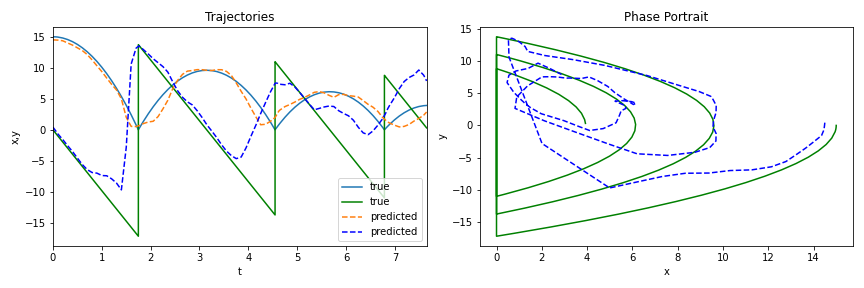 Trajectories
x,y
15
10
5
0
−5
−10
−15
0 1 2 3 4 5 6 7
t
true
true
predicted
predicted
Phase Portrait
y
15
10
5
0
−5
−10
−15
0 2 4 6 8 10 12 14
x